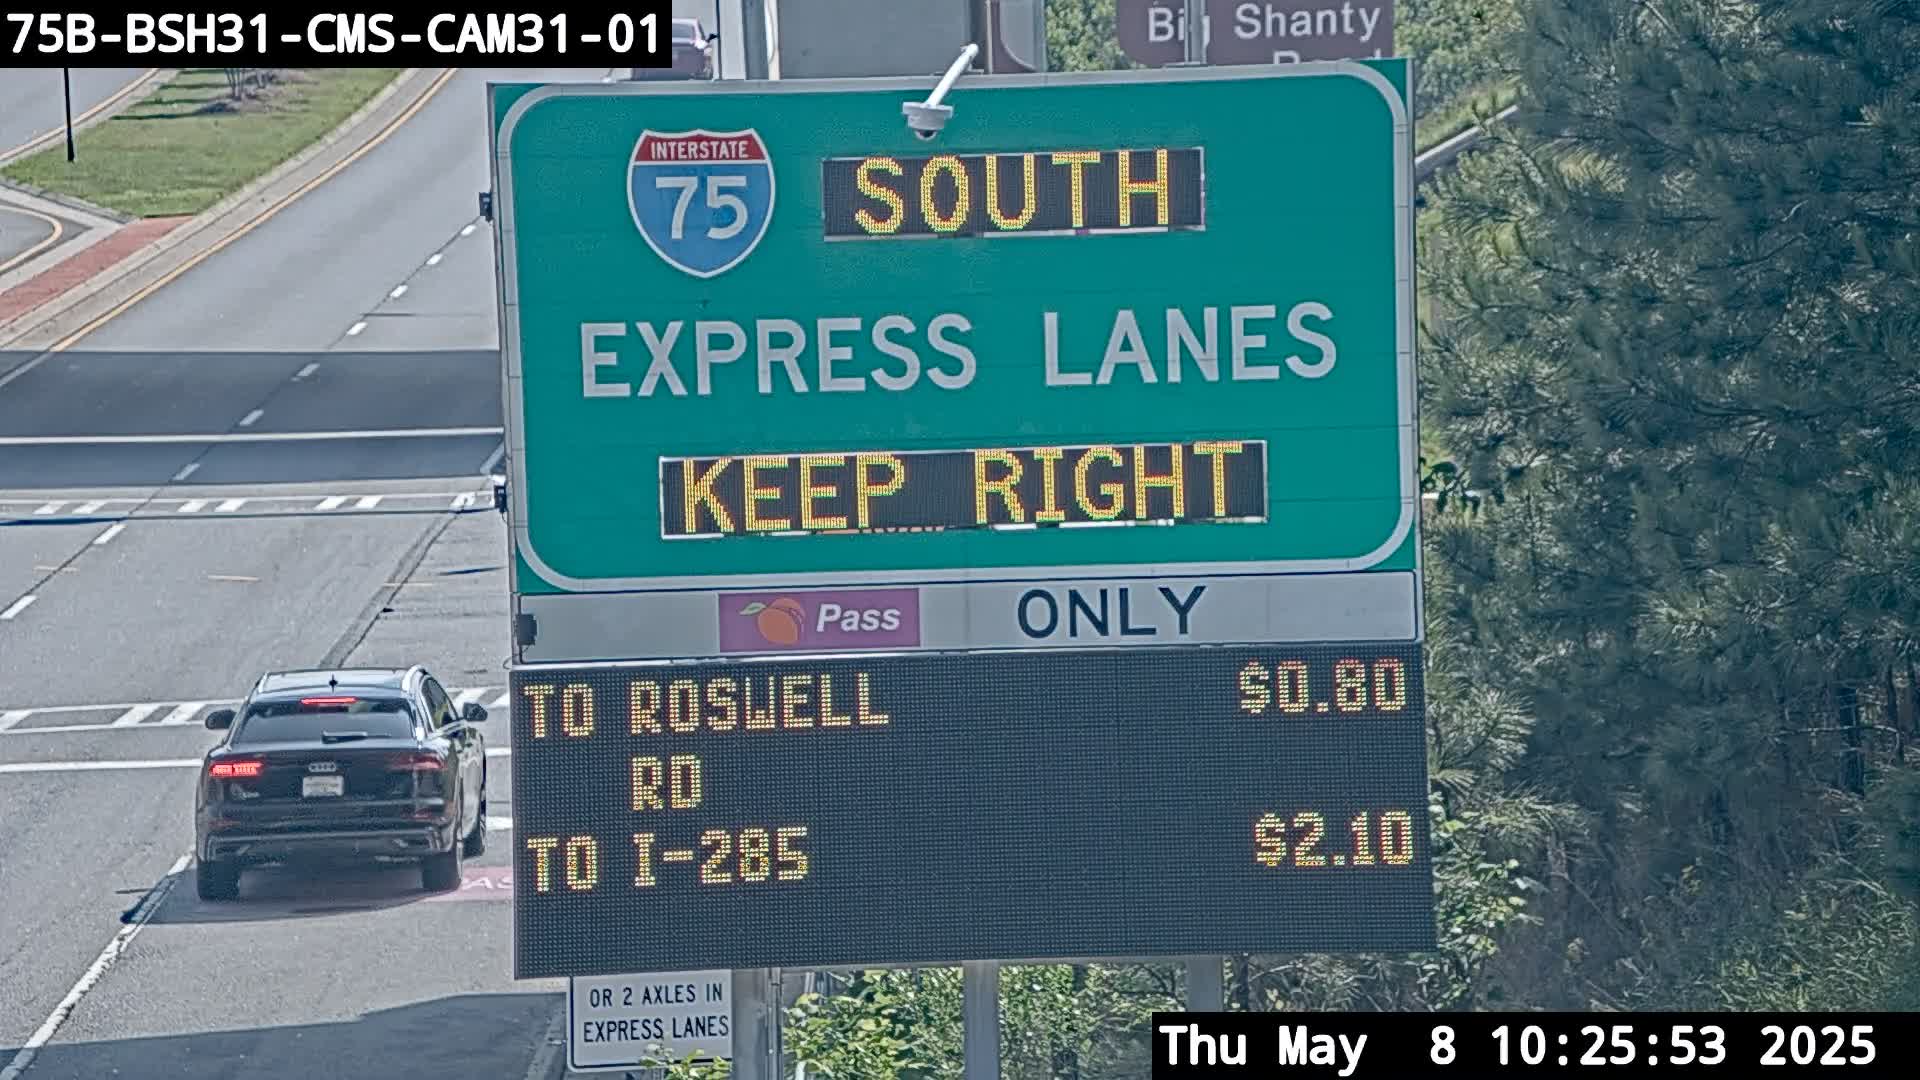 75B-BSH31-CMS-CAM31-01
Big Shanty
INTERSTATE
75
SOUTH
EXPRESS LANES
KEEP RIGHT
Pass ONLY
TO ROSWELL $0.80
RD
TO I-285 $2.10
OR 2 AXLES IN
EXPRESS LANES
Thu May 8 10:25:53 2025